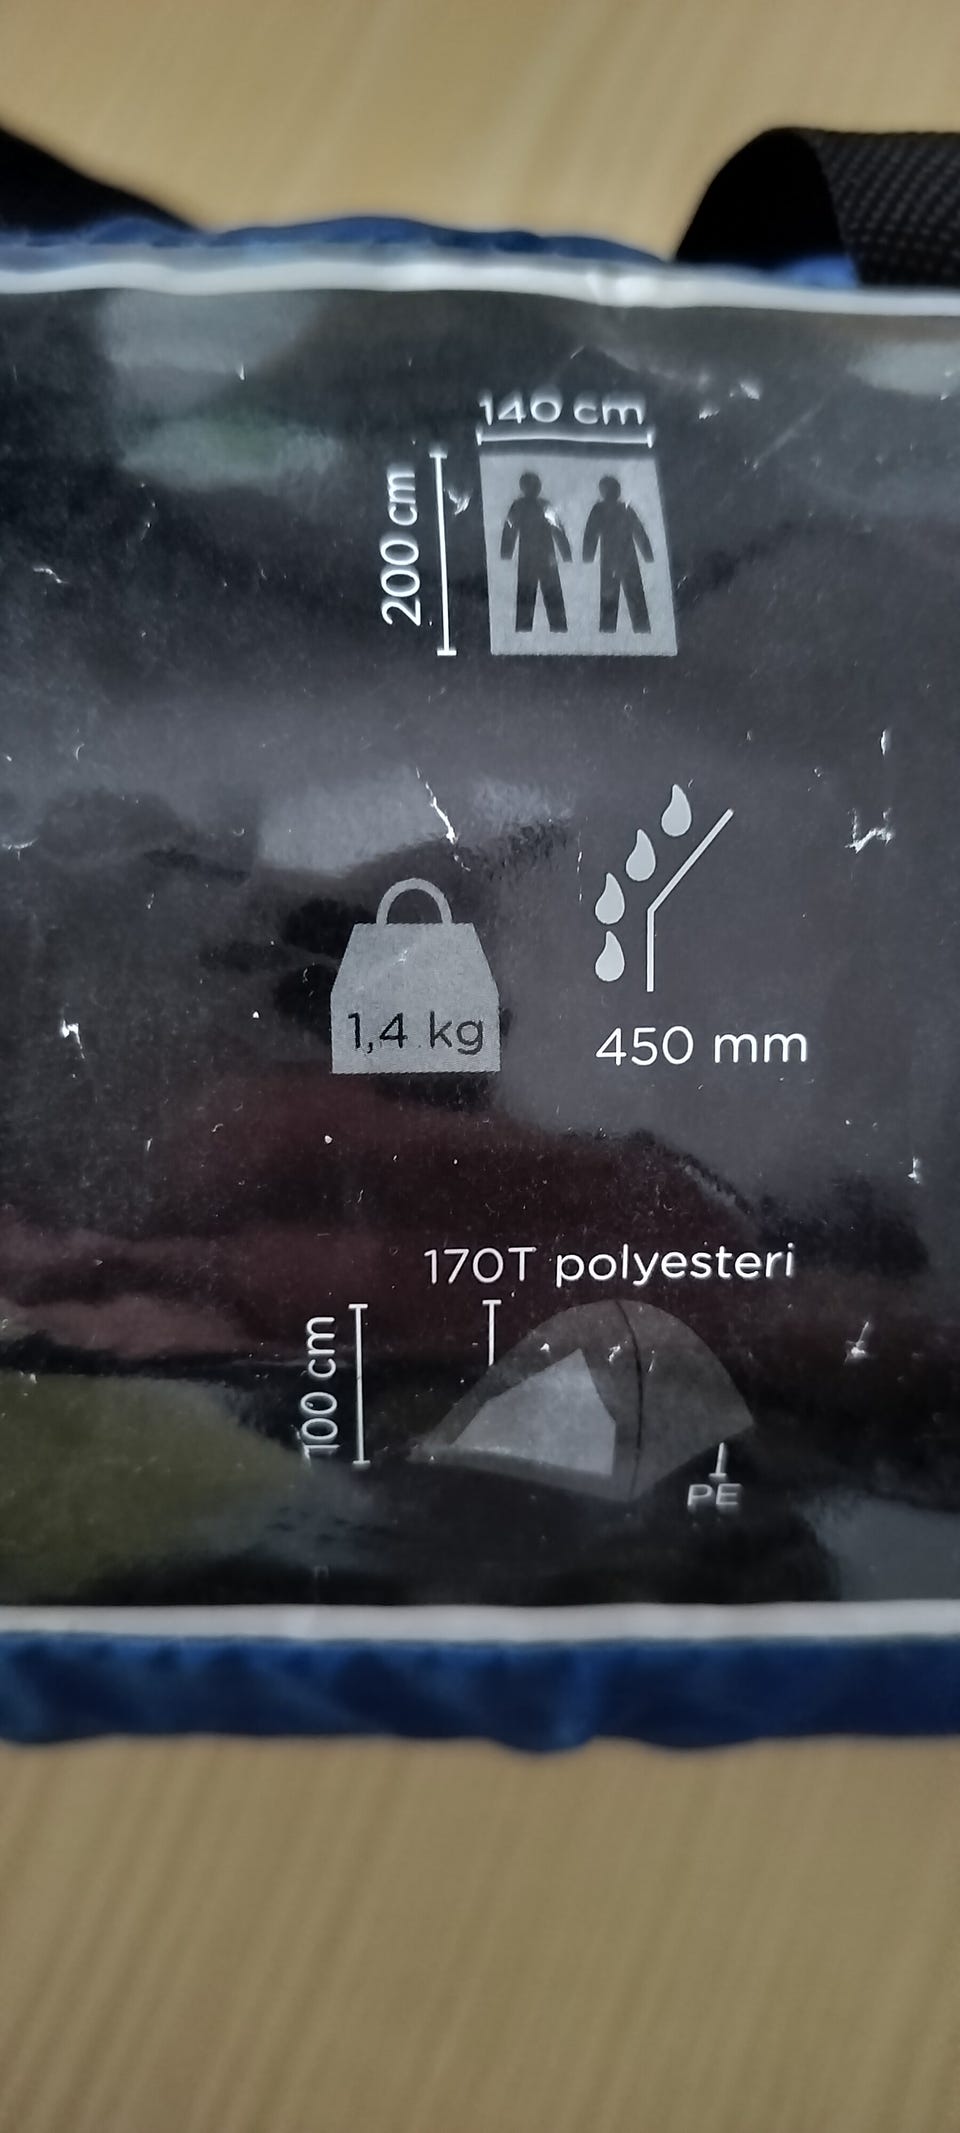 140 cm
200 cm
1,4 kg
450 mm
170T polyesteri
100 cm
PE